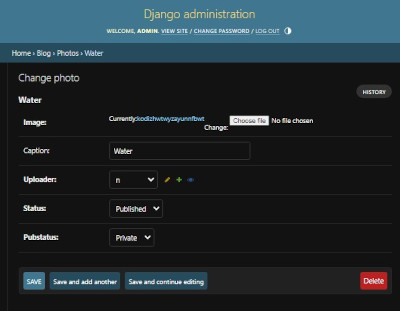 Django administration
WELCOME, ADMIN. VIEW SITE / CHANGE PASSWORD / LOG OUT
Home › Blog › Photos › Water
Change photo
HISTORY
Water
Image:
Currently:kodizhwtwyzayunnfbwt
Change: Choose file No file chosen
Caption: Water
Uploader: n
Status: Published
Pubstatus: Private
SAVE Save and add another Save and continue editing Delete